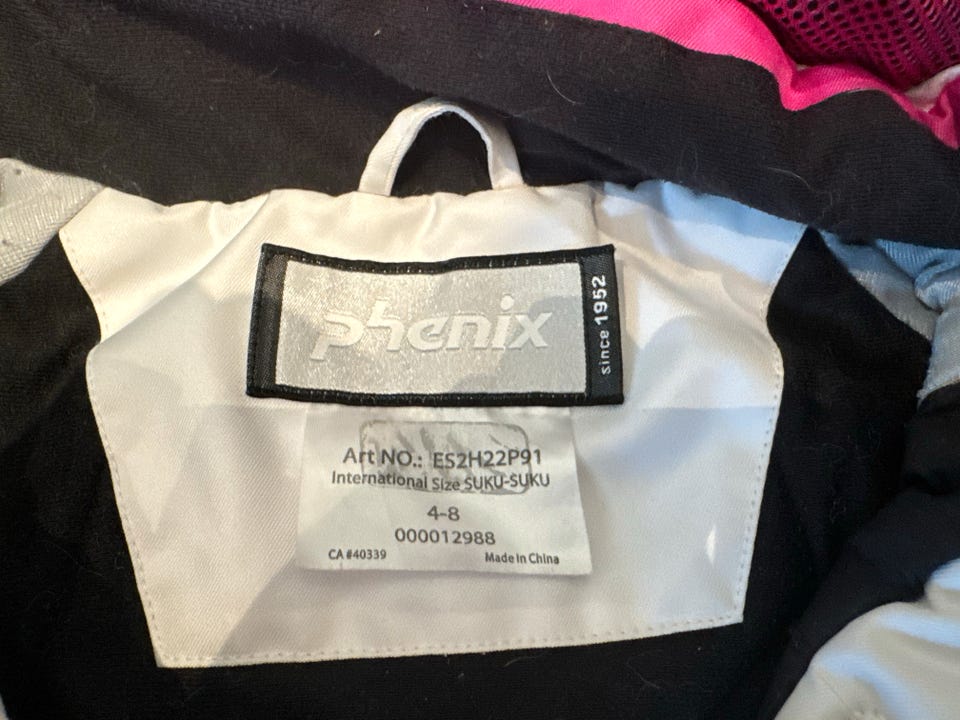 phenix
since 1952
Art NO.: ES2H22P91
International Size SUKU-SUKU
4-8
000012988
CA #40339 Made In China